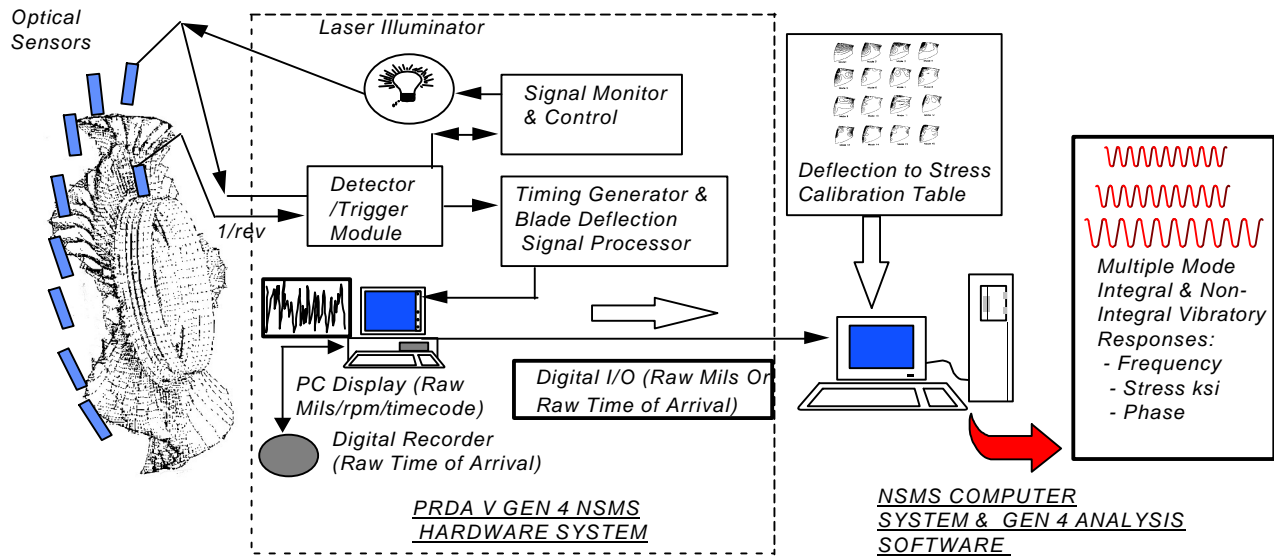 Optical
Sensors
Laser Illuminator
Signal Monitor
& Control
Detector
/Trigger
Module
1/rev
Timing Generator &
Blade Deflection
Signal Processor
PC Display (Raw
Mils/rpm/timecode)
Digital Recorder
(Raw Time of Arrival)
Digital I/O (Raw Mils Or
Raw Time of Arrival)
PRDA V GEN 4 NSMS
HARDWARE SYSTEM
Deflection to Stress
Calibration Table
NSMS COMPUTER
SYSTEM & GEN 4 ANALYSIS
SOFTWARE
Multiple Mode
Integral & Non-
Integral Vibratory
Responses:
- Frequency
- Stress ksi
- Phase